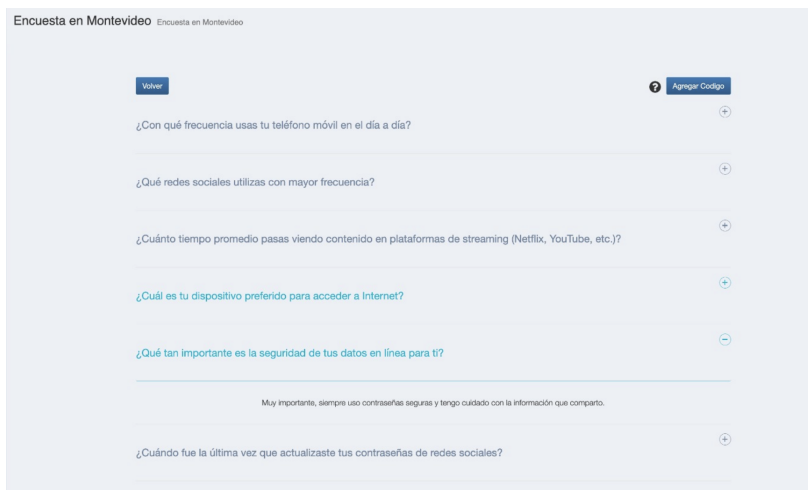 Encuesta en Montevideo Encuesta en Montevideo
Volver
? Agregar Codigo
¿Con qué frecuencia usas tu teléfono móvil en el día a día?
¿Qué redes sociales utilizas con mayor frecuencia?
¿Cuánto tiempo promedio pasas viendo contenido en plataformas de streaming (Netflix, YouTube, etc.)?
¿Cuál es tu dispositivo preferido para acceder a Internet?
¿Qué tan importante es la seguridad de tus datos en línea para ti?
Muy importante, siempre uso contraseñas seguras y tengo cuidado con la información que comparto.
¿Cuándo fue la última vez que actualizaste tus contraseñas de redes sociales?